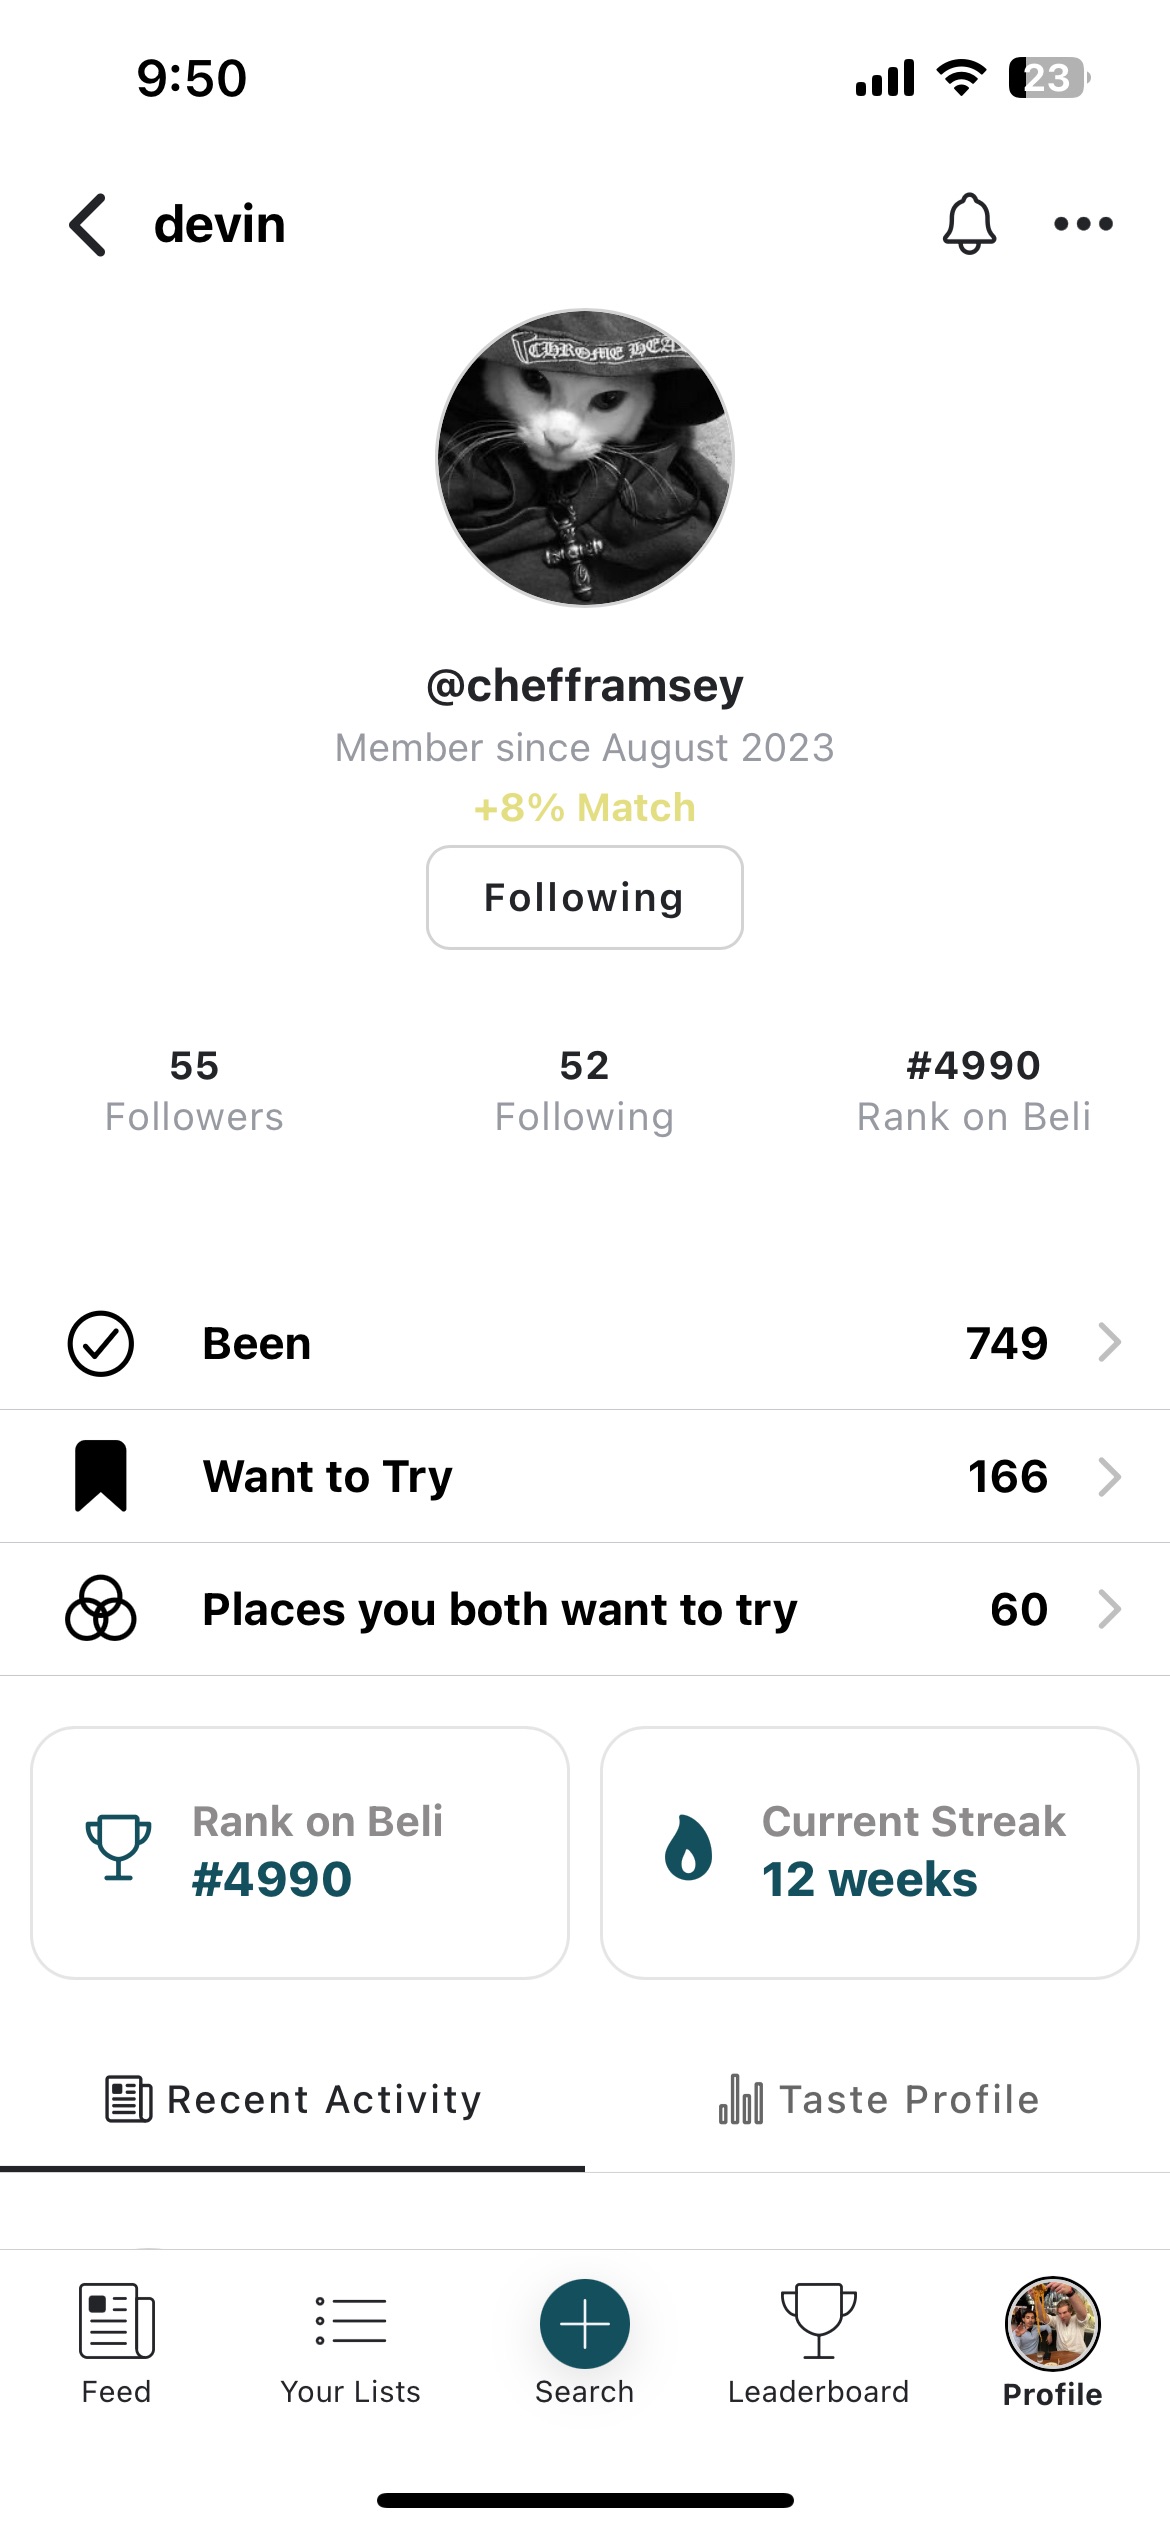 9:50
23
devin
CHROME HEA
@chefframsey
Member since August 2023
+8% Match
Following
55
Followers
52
Following
#4990
Rank on Beli
Been
749
Want to Try
166
Places you both want to try
60
Rank on Beli
#4990
Current Streak
12 weeks
Recent Activity
Taste Profile
Feed
Your Lists
Search
Leaderboard
Profile